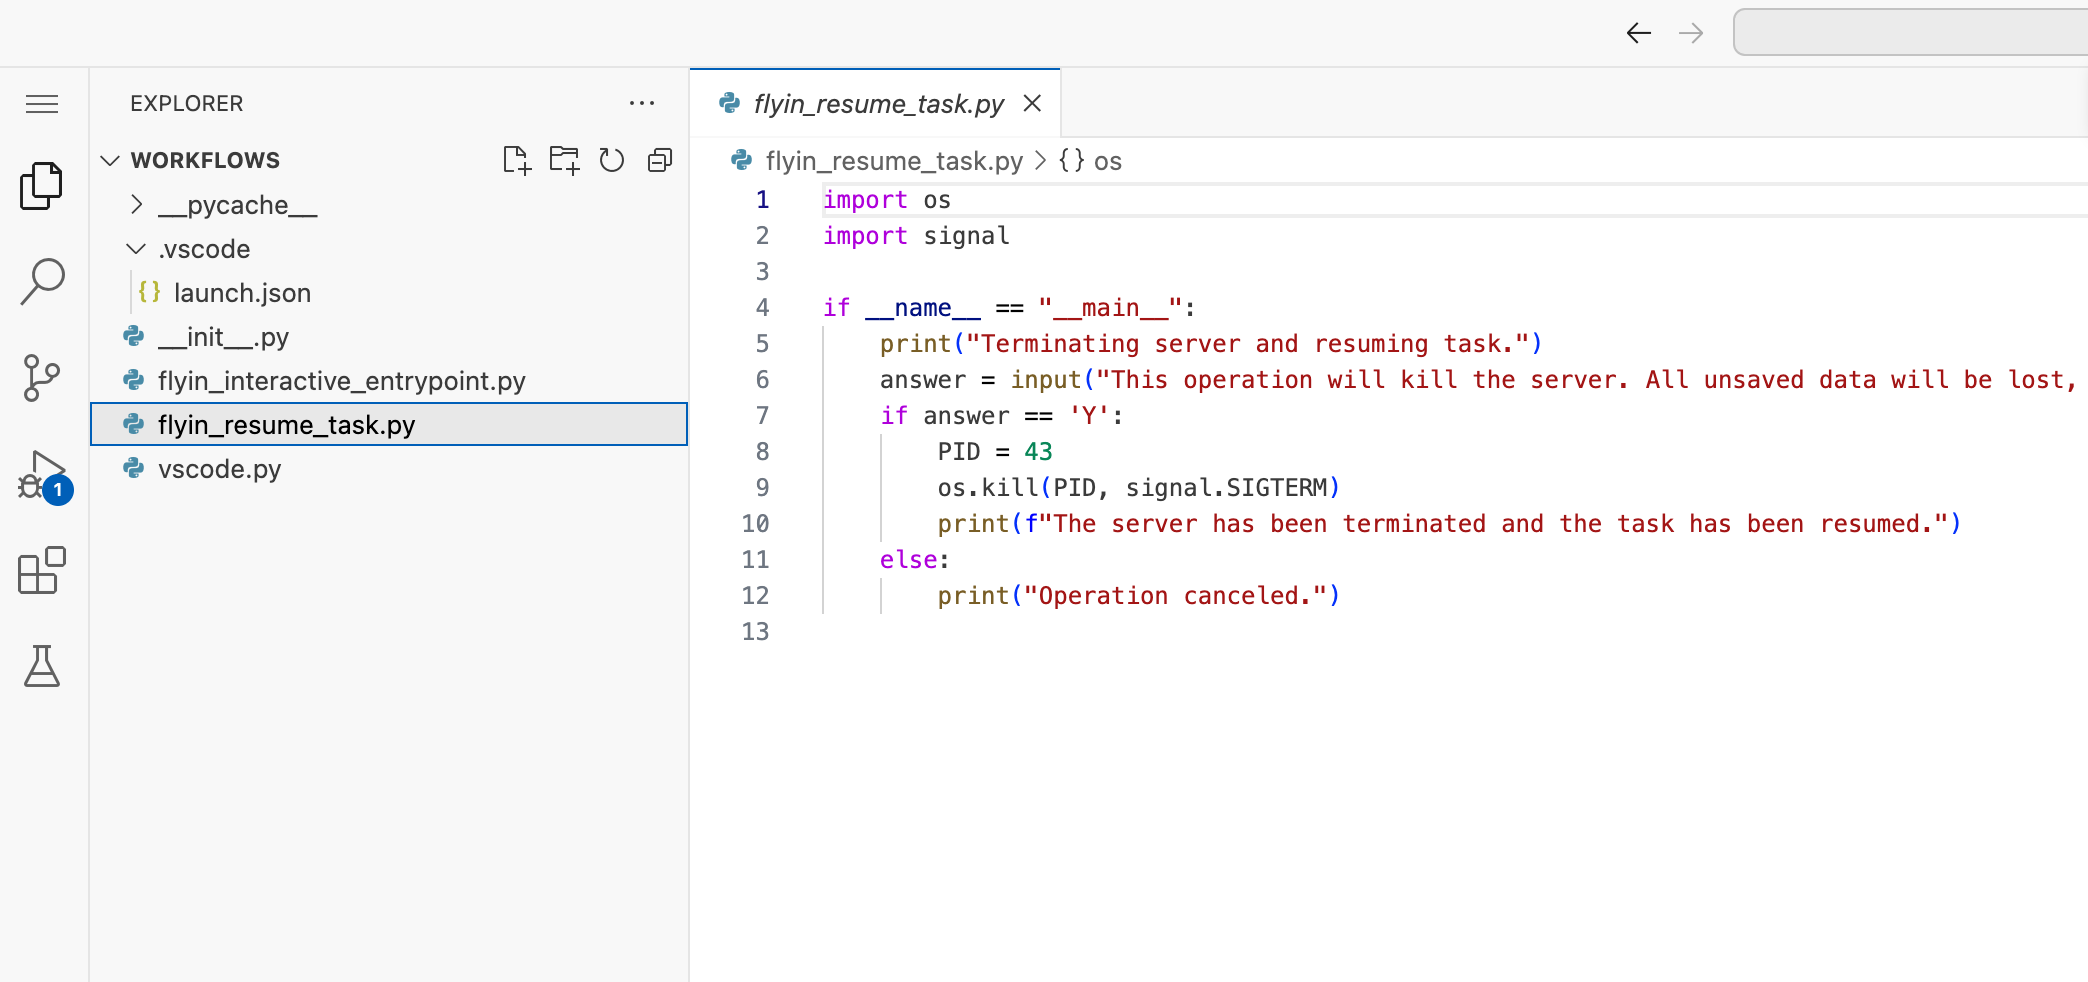 EXPLORER
WORKFLOWS
__pycache__
.vscode
{} launch.json
__init__.py
flyin_interactive_entrypoint.py
flyin_resume_task.py
vscode.py
1
flyin_resume_task.py
flyin_resume_task.py > {} os
1 import os
2 import signal
3
4 if __name__ == "__main__":
5     print("Terminating server and resuming task.")
6     answer = input("This operation will kill the server. All unsaved data will be lost,
7     if answer == 'Y':
8         PID = 43
9         os.kill(PID, signal.SIGTERM)
10         print(f"The server has been terminated and the task has been resumed.")
11     else:
12         print("Operation canceled.")
13